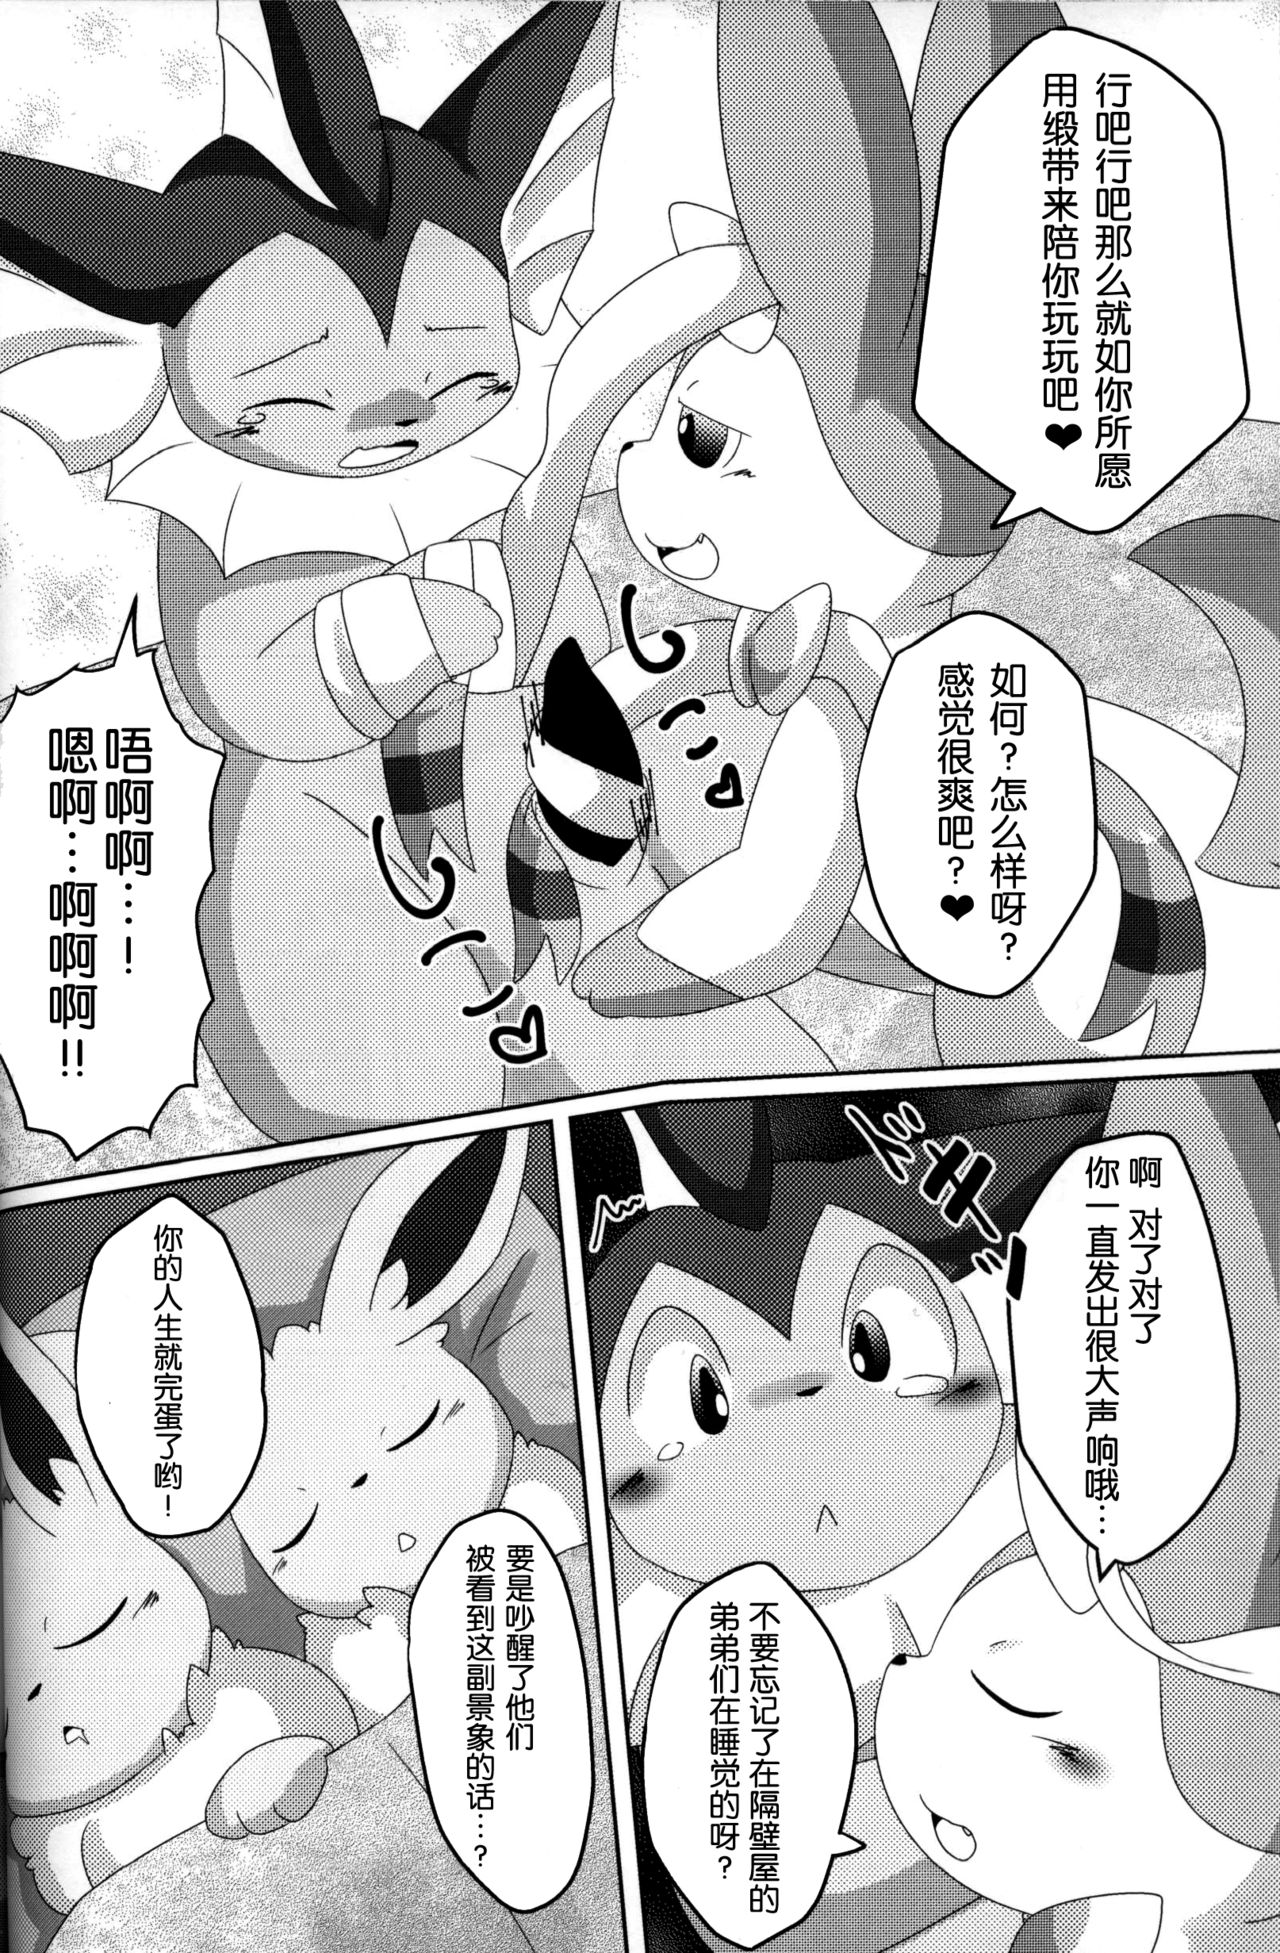 行吧行吧那么就如你所愿
用缎带来陪你玩玩吧❤
如何？怎么样呀？
感觉很爽吧？❤
唔啊啊…！
嗯啊…啊啊啊!!
啊 对了对了
你一直发出很大声响哦…
不要忘记了在隔壁屋的
弟弟们在睡觉的呀？
要是吵醒了他们
被看到这副景象的话…？
你的人生就完蛋了哟！